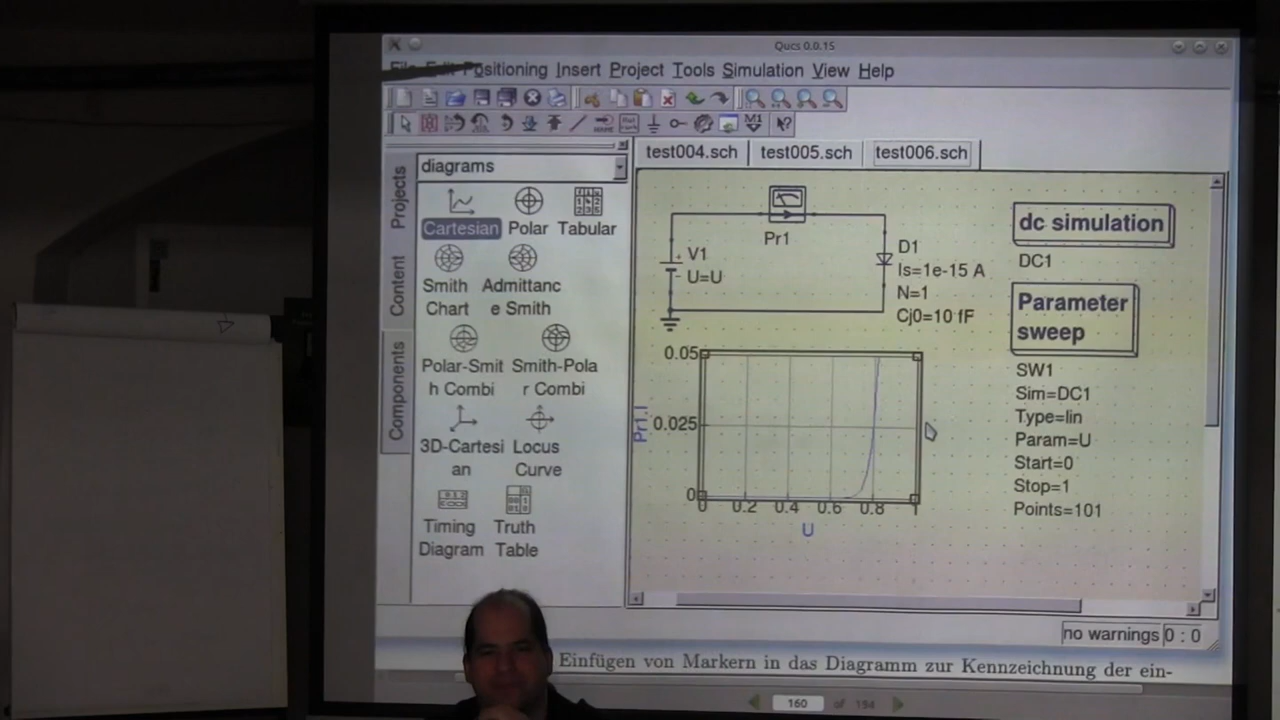 Qucs 0.0.15
File Edit Positioning Insert Project Tools Simulation View Help
test004.sch test005.sch test006.sch
Projects
Content
Components
diagrams
Cartesian Polar Tabular
Smith Admittanc
Chart e Smith
Polar-Smit Smith-Pola
h Combi r Combi
3D-Cartesi Locus
an Curve
Timing Truth
Diagram Table
Pr1
V1
U=U
D1
Is=1e-15 A
N=1
Cj0=10 fF
dc simulation
DC1
Parameter
sweep
SW1
Sim=DC1
Type=lin
Param=U
Start=0
Stop=1
Points=101
0.05
0.025
0
Pr1.I
0 0.2 0.4 0.6 0.8 1
U
no warnings 0 : 0
Einfügen von Markern in das Diagramm zur Kennzeichnung der ein-
160 of 194